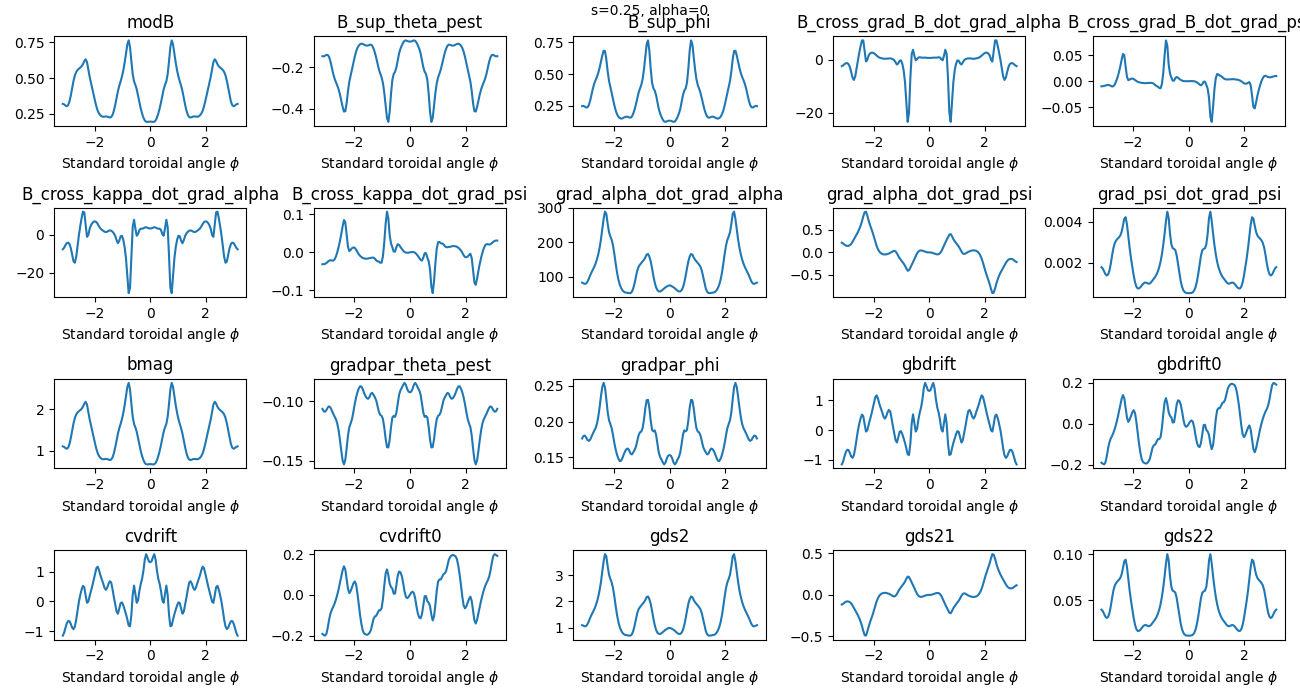 s=0.25, alpha=0
modB
B_sup_theta_pest
B_sup_phi
B_cross_grad_B_dot_grad_alpha
B_cross_grad_B_dot_grad_ps
0.75
0.50
0.25
−0.2
−0.4
0.75
0.50
0.25
0
−20
0.05
0.00
−0.05
−2 0 2
−2 0 2
−2 0 2
−2 0 2
−2 0 2
Standard toroidal angle ϕ
Standard toroidal angle ϕ
Standard toroidal angle ϕ
Standard toroidal angle ϕ
Standard toroidal angle ϕ
B_cross_kappa_dot_grad_alpha
B_cross_kappa_dot_grad_psi
grad_alpha_dot_grad_alpha
grad_alpha_dot_grad_psi
grad_psi_dot_grad_psi
0
−20
0.1
0.0
−0.1
300
200
100
0.5
0.0
−0.5
0.004
0.002
−2 0 2
−2 0 2
−2 0 2
−2 0 2
−2 0 2
Standard toroidal angle ϕ
Standard toroidal angle ϕ
Standard toroidal angle ϕ
Standard toroidal angle ϕ
Standard toroidal angle ϕ
bmag
gradpar_theta_pest
gradpar_phi
gbdrift
gbdrift0
2
1
−0.10
−0.15
0.25
0.20
0.15
1
0
−1
0.2
0.0
−0.2
−2 0 2
−2 0 2
−2 0 2
−2 0 2
−2 0 2
Standard toroidal angle ϕ
Standard toroidal angle ϕ
Standard toroidal angle ϕ
Standard toroidal angle ϕ
Standard toroidal angle ϕ
cvdrift
cvdrift0
gds2
gds21
gds22
1
0
−1
0.2
0.0
−0.2
3
2
1
0.5
0.0
−0.5
0.10
0.05
−2 0 2
−2 0 2
−2 0 2
−2 0 2
−2 0 2
Standard toroidal angle ϕ
Standard toroidal angle ϕ
Standard toroidal angle ϕ
Standard toroidal angle ϕ
Standard toroidal angle ϕ